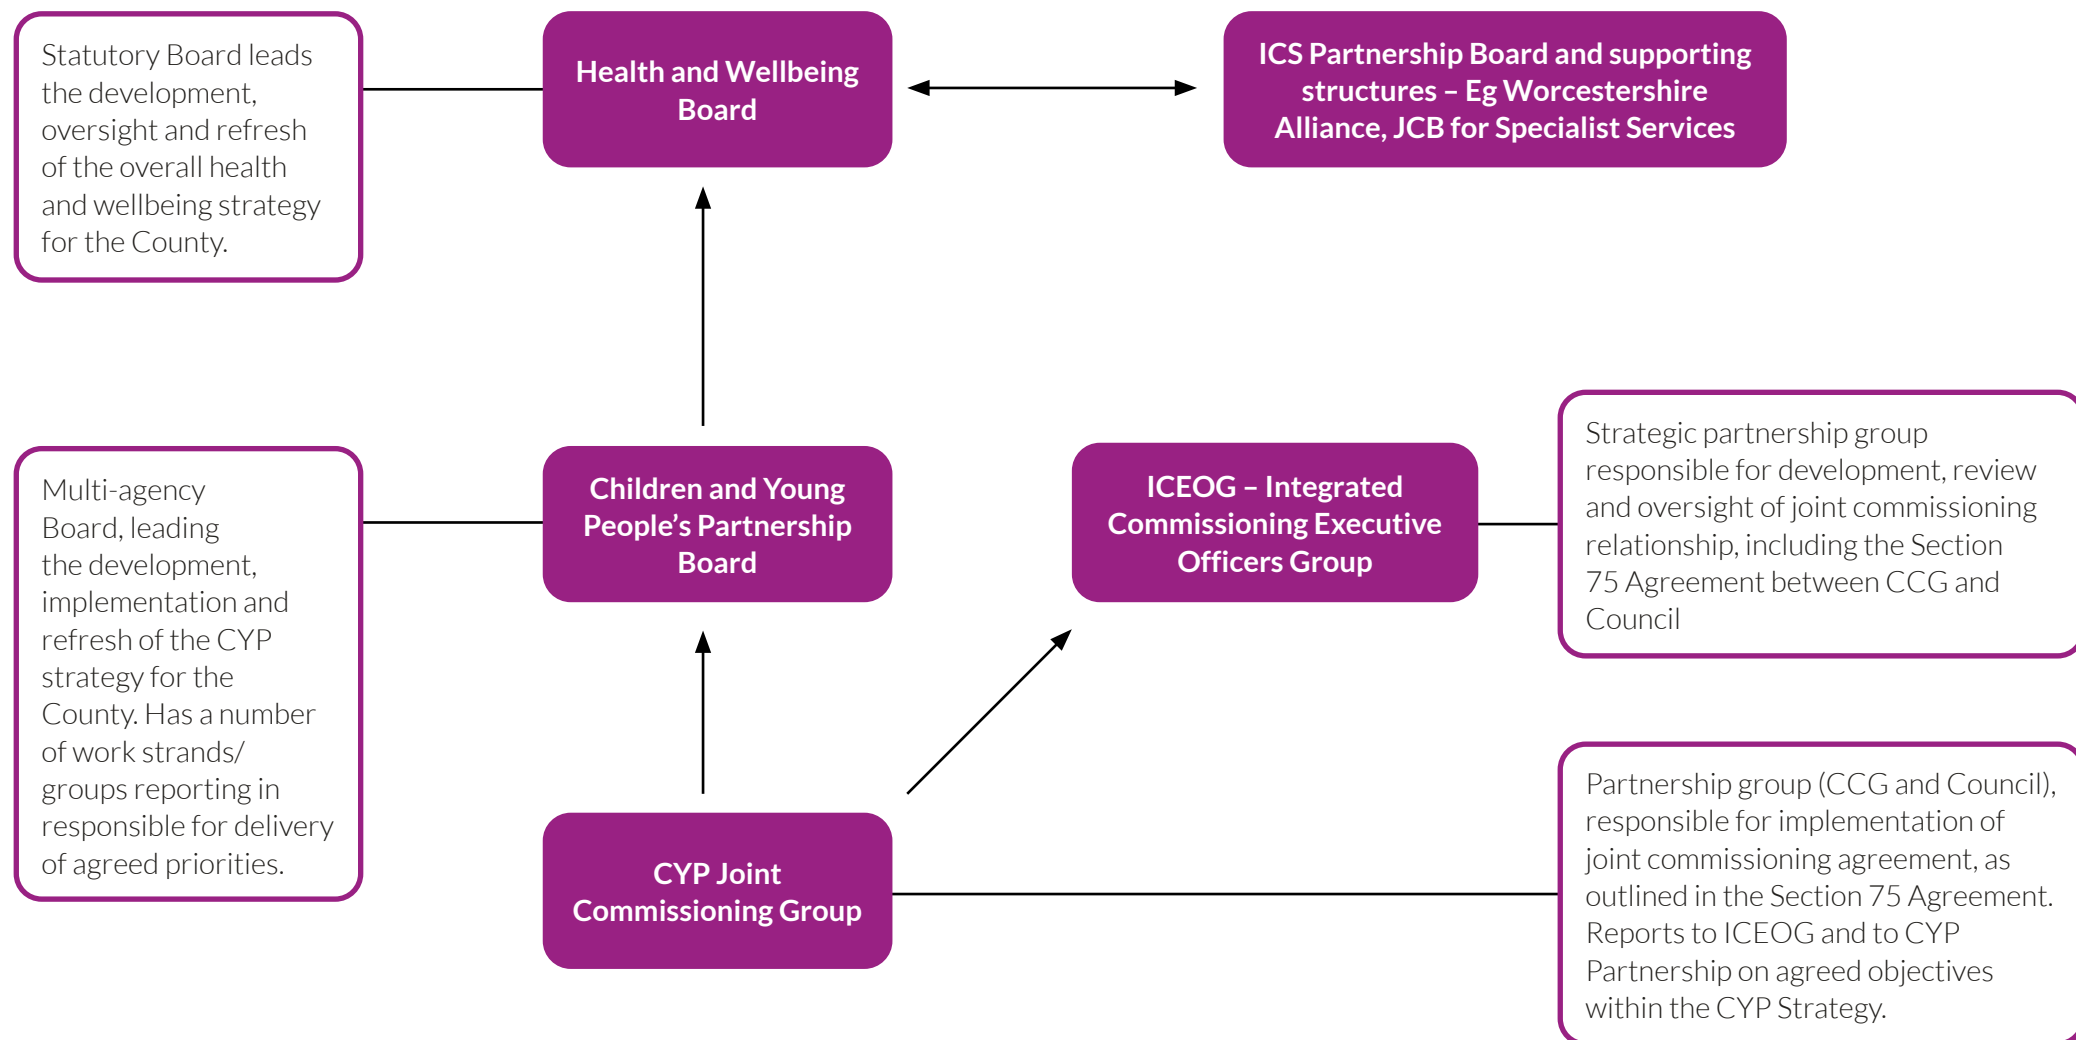 Statutory Board leads
the development,
oversight and refresh
of the overall health
and wellbeing strategy
for the County.
Health and Wellbeing
Board
ICS Partnership Board and supporting
structures – Eg Worcestershire
Alliance, JCB for Specialist Services
Multi-agency
Board, leading
the development,
implementation and
refresh of the CYP
strategy for the
County. Has a number
of work strands/
groups reporting in
responsible for delivery
of agreed priorities.
Children and Young
People’s Partnership
Board
ICEOG – Integrated
Commissioning Executive
Officers Group
Strategic partnership group
responsible for development, review
and oversight of joint commissioning
relationship, including the Section
75 Agreement between CCG and
Council
CYP Joint
Commissioning Group
Partnership group (CCG and Council),
responsible for implementation of
joint commissioning agreement, as
outlined in the Section 75 Agreement.
Reports to ICEOG and to CYP
Partnership on agreed objectives
within the CYP Strategy.